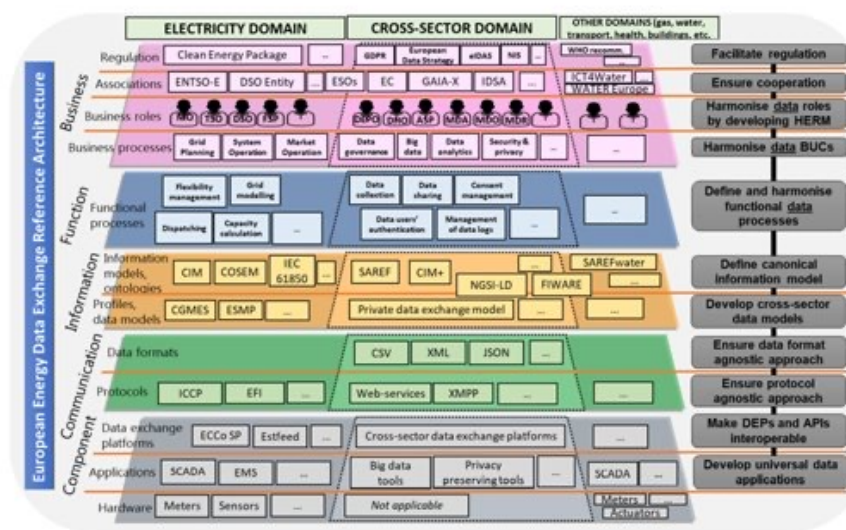 ELECTRICITY DOMAIN
CROSS-SECTOR DOMAIN
OTHER DOMAINS (gas, water,
transport, health, buildings, etc.
European Energy Data Exchange Reference Architecture
Business
Regulation
Clean Energy Package
...
GDPR
European
Data Strategy
eIDAS
NIS
...
WHO recomm.
...
Facilitate regulation
Associations
ENTSO-E
DSO Entity
...
ESOs
EC
GAIA-X
IDSA
...
ICT4Water
...
WATER Europe
Ensure cooperation
Business roles
MO
TSO
DSO
FSP
DHO
ASP
MDA
MDO
MDR
Harmonise data roles
by developing HERM
Business processes
Grid
Planning
System
Operation
Market
Operation
Data
governance
Big
data
Data
analytics
Security &
privacy
...
...
Harmonise data BUCs
Function
Functional
processes
Flexibility
management
Grid
modelling
Dispatching
Capacity
calculation
...
Data
collection
Data
sharing
Consent
management
Data users'
authentication
Management
of data logs
...
...
Define and harmonise
functional data
processes
Information
Information
models,
ontologies
CIM
COSEM
IEC
61850
...
SAREF
CIM+
...
NGSI-LD
FIWARE
SAREFwater
...
Define canonical
information model
Profiles,
data models
CGMES
ESMP
...
Private data exchange model
...
...
Develop cross-sector
data models
Communication
Data formats
CSV
XML
JSON
...
Ensure data format
agnostic approach
Protocols
ICCP
EFI
...
Web-services
XMPP
...
...
Ensure protocol
agnostic approach
Component
Data exchange
platforms
ECCo SP
Estfeed
...
Cross-sector data exchange platforms
...
Make DEPs and APIs
interoperable
Applications
SCADA
EMS
...
Big data
tools
Privacy
preserving tools
...
SCADA
...
Develop universal data
applications
Hardware
Meters
Sensors
...
Not applicable
Meters
...
Actuators